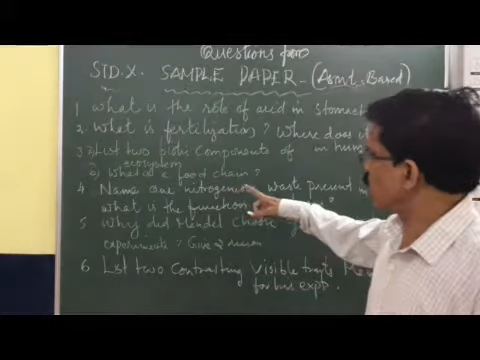 Questions from
STD.X. SAMPLE PAPER - (Asmt. Based)
1. What is the role of acid in Stomach
2. What is fertilization? Where does it
3 a) List two biotic components of in hum
ecosystem
b) What is a food chain?
4 Name one nitrogenous waste present
What is the function
5 Why did Mendel Choose
experiments? Give reason
6 List two Contrasting Visible traits Men
for his expt.